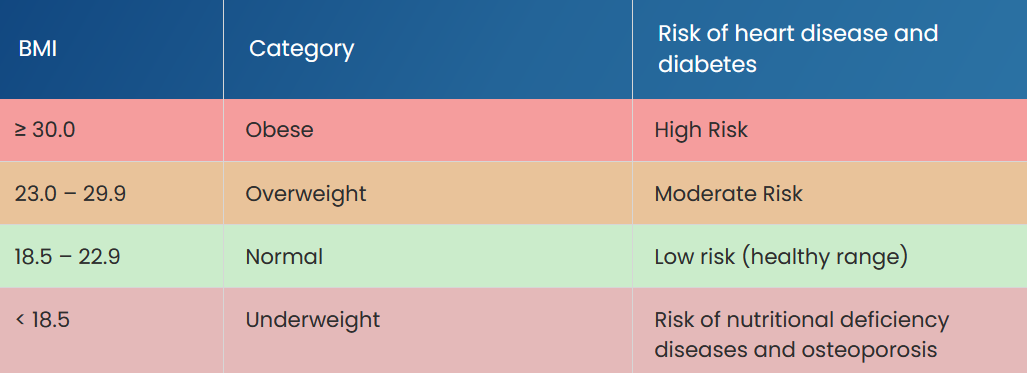 BMI
Category
Risk of heart disease and
diabetes
≥ 30.0
Obese
High Risk
23.0 – 29.9
Overweight
Moderate Risk
18.5 – 22.9
Normal
Low risk (healthy range)
< 18.5
Underweight
Risk of nutritional deficiency
diseases and osteoporosis